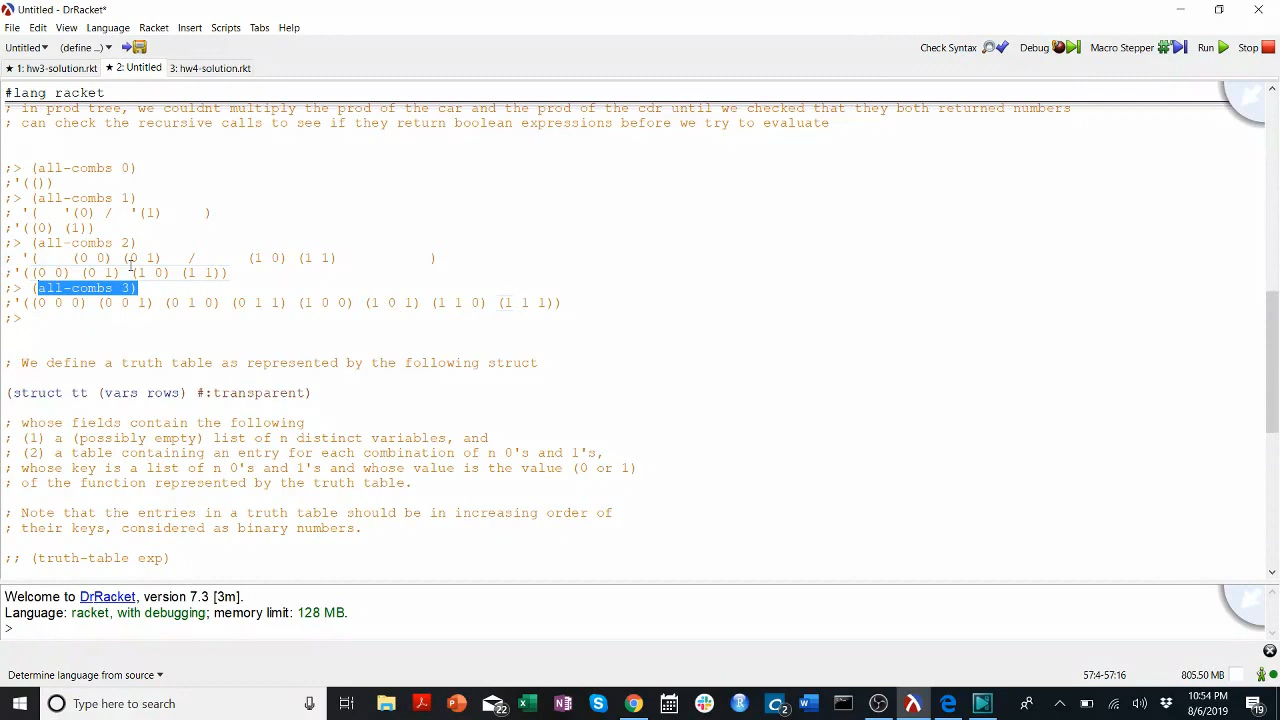 Untitled - DrRacket*
File Edit View Language Racket Insert Scripts Tabs Help
Untitled▾ (define ...)▾ Check Syntax Debug Macro Stepper Run Stop
★ 1: hw3-solution.rkt ★ 2: Untitled 3: hw4-solution.rkt
#lang racket
; in prod tree, we couldnt multiply the prod of the car and the prod of the cdr until we checked that they both returned numbers
; can check the recursive calls to see if they return boolean expressions before we try to evaluate
;> (all-combs 0)
;'(())
;> (all-combs 1)
; '( '(0) / '(1) )
;'((0) (1))
;> (all-combs 2)
; '( (0 0) (0 1) / (1 0) (1 1) )
;'((0 0) (0 1) (1 0) (1 1))
;> (all-combs 3)
;'((0 0 0) (0 0 1) (0 1 0) (0 1 1) (1 0 0) (1 0 1) (1 1 0) (1 1 1))
;>
; We define a truth table as represented by the following struct
(struct tt (vars rows) #:transparent)
; whose fields contain the following
; (1) a (possibly empty) list of n distinct variables, and
; (2) a table containing an entry for each combination of n 0's and 1's,
; whose key is a list of n 0's and 1's and whose value is the value (0 or 1)
; of the function represented by the truth table.
; Note that the entries in a truth table should be in increasing order of
; their keys, considered as binary numbers.
;; (truth-table exp)
Welcome to DrRacket, version 7.3 [3m].
Language: racket, with debugging; memory limit: 128 MB.
>
Determine language from source▾ 57:4-57:16 805.50 MB
Type here to search 22 2 10:54 PM
8/6/2019